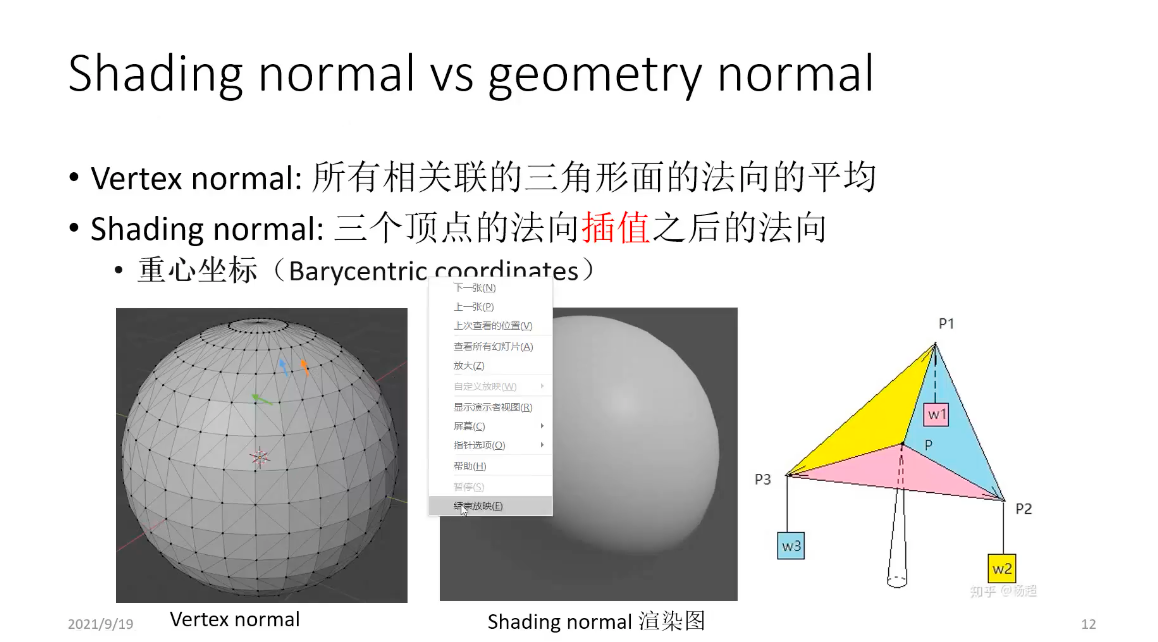 Shading normal vs geometry normal
• Vertex normal: 所有相关联的三角形面的法向的平均
• Shading normal: 三个顶点的法向插值之后的法向
• 重心坐标（Barycentric coordinates）
下一张(N)
上一张(P)
上次查看的位置(V)
查看所有幻灯片(A)
放大(Z)
自定义放映(W)
显示演示者视图(R)
屏幕(C)
指针选项(O)
帮助(H)
暂停(S)
结束放映(E)
P1
w1
P
P3
P2
w3
w2
知乎 @杨超
Vertex normal
Shading normal 渲染图
2021/9/19
12